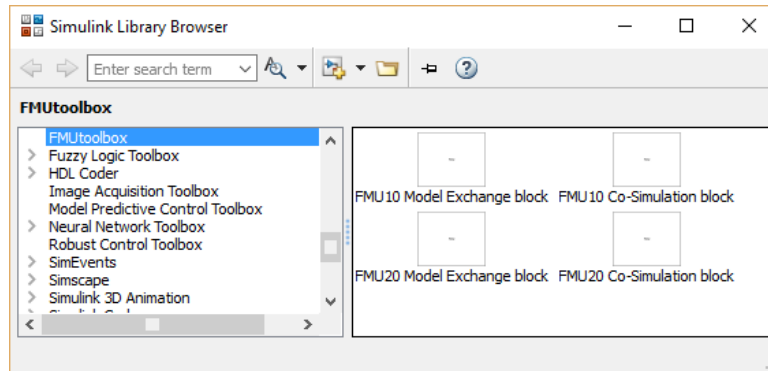 Simulink Library Browser
Enter search term
FMUtoolbox
FMUtoolbox
Fuzzy Logic Toolbox
HDL Coder
Image Acquisition Toolbox
Model Predictive Control Toolbox
Neural Network Toolbox
Robust Control Toolbox
SimEvents
Simscape
Simulink 3D Animation
FMU10 Model Exchange block FMU10 Co-Simulation block
FMU20 Model Exchange block FMU20 Co-Simulation block